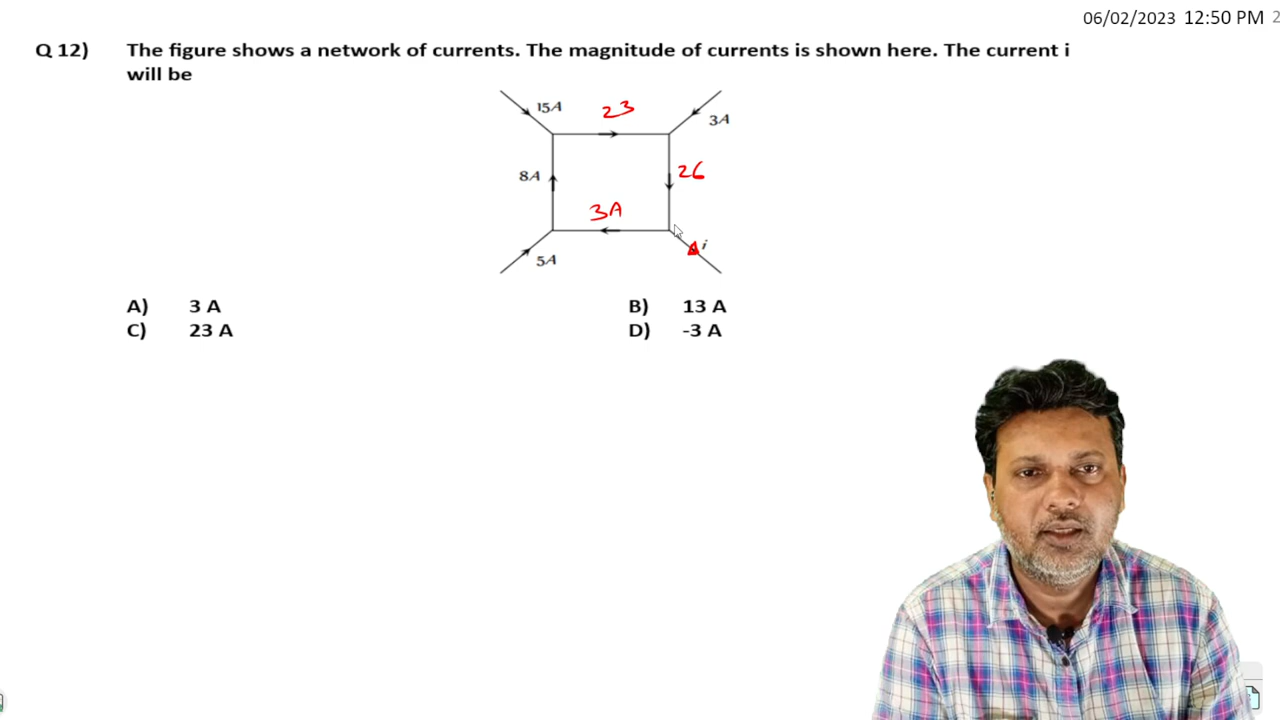 06/02/2023 12:50 PM 2
Q 12) The figure shows a network of currents. The magnitude of currents is shown here. The current i
will be
15A
23
3A
8A
26
3A
i
5A
A) 3 A
B) 13 A
C) 23 A
D) -3 A